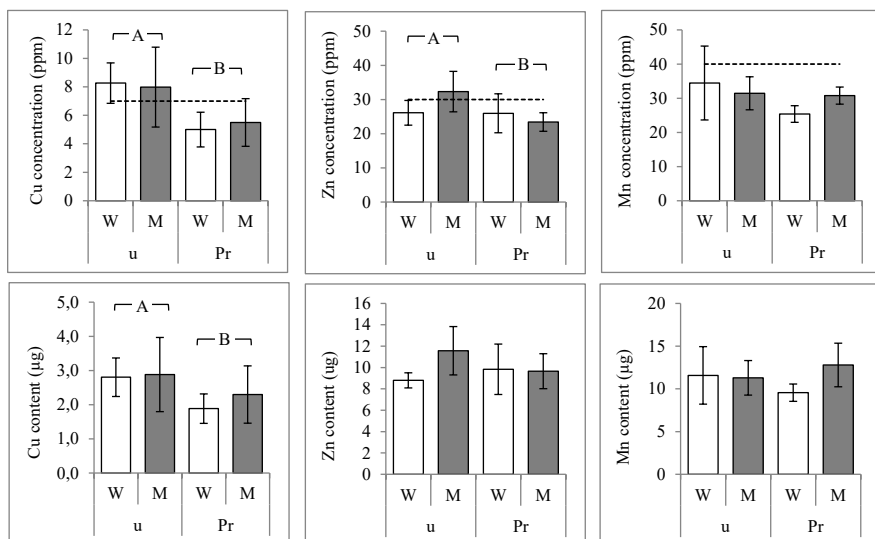 Cu concentration (ppm)
12
10
8
6
4
2
0
A
B
W M W M
u Pr
Zn concentration (ppm)
50
40
30
20
10
0
A
B
W M W M
u Pr
Mn concentration (ppm)
50
40
30
20
10
0
W M W M
u Pr
Cu content (µg)
5,0
4,0
3,0
2,0
1,0
0,0
A
B
W M W M
u Pr
Zn content (ug)
16
14
12
10
8
6
4
2
0
W M W M
u Pr
Mn content (µg)
20
15
10
5
0
W M W M
u Pr